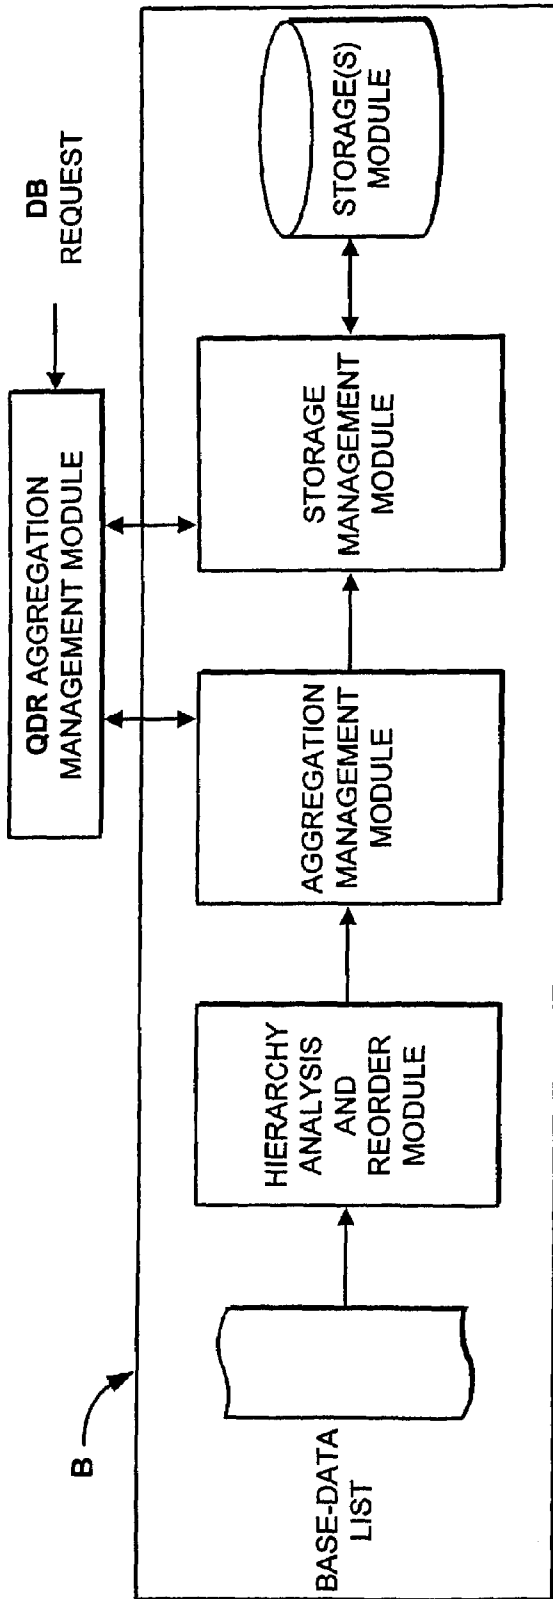 B
QDR AGGREGATION
MANAGEMENT MODULE
DB
REQUEST
BASE-DATA
LIST
HIERARCHY
ANALYSIS
AND
REORDER
MODULE
AGGREGATION
MANAGEMENT
MODULE
STORAGE
MANAGEMENT
MODULE
STORAGE(S)
MODULE